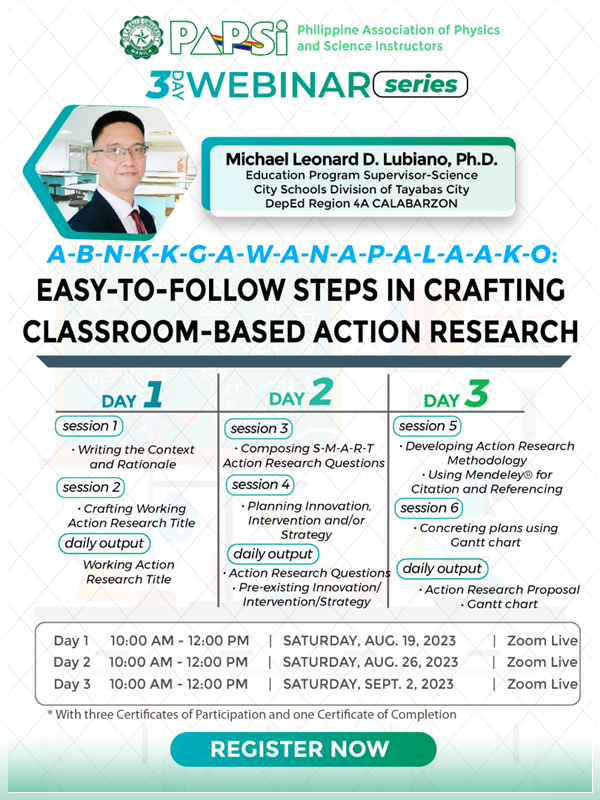 DE LA SALLE UNIVERSITY
MANILA
PAPSi
Philippine Association of Physics
and Science Instructors
3 DAY WEBINAR series
Michael Leonard D. Lubiano, Ph.D.
Education Program Supervisor-Science
City Schools Division of Tayabas City
DepEd Region 4A CALABARZON
A-B-N-K-K-G-A-W-A-N-A-P-A-L-A-A-K-O:
EASY-TO-FOLLOW STEPS IN CRAFTING
CLASSROOM-BASED ACTION RESEARCH
DAY 1
session 1
• Writing the Context
and Rationale
session 2
• Crafting Working
Action Research Title
daily output
Working Action
Research Title
DAY 2
session 3
• Composing S-M-A-R-T
Action Research Questions
session 4
• Planning Innovation,
Intervention and/or
Strategy
daily output
• Action Research Questions
• Pre-existing Innovation/
Intervention/Strategy
DAY 3
session 5
• Developing Action Research
Methodology
• Using Mendeley® for
Citation and Referencing
session 6
• Concreting plans using
Gantt chart
daily output
• Action Research Proposal
• Gantt chart
Day 1 10:00 AM - 12:00 PM | SATURDAY, AUG. 19, 2023 | Zoom Live
Day 2 10:00 AM - 12:00 PM | SATURDAY, AUG. 26, 2023 | Zoom Live
Day 3 10:00 AM - 12:00 PM | SATURDAY, SEPT. 2, 2023 | Zoom Live
* With three Certificates of Participation and one Certificate of Completion
REGISTER NOW